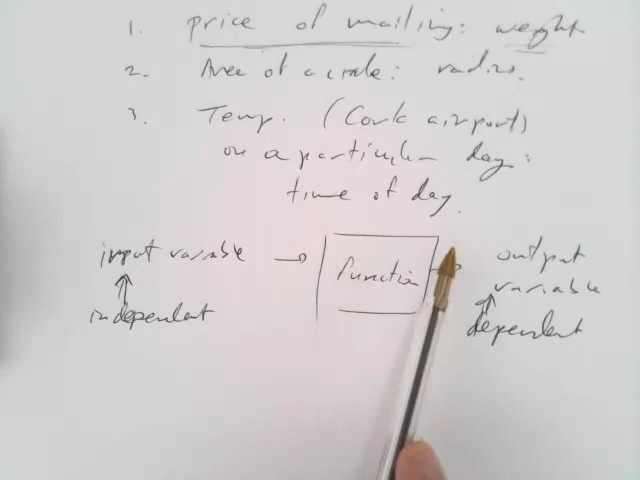 1. price of mailing: weight
2. Area of a circle: radius.
3. Temp. (Cork airport)
on a particular day:
time of day.
input variable → function → output
variable
independent
dependent